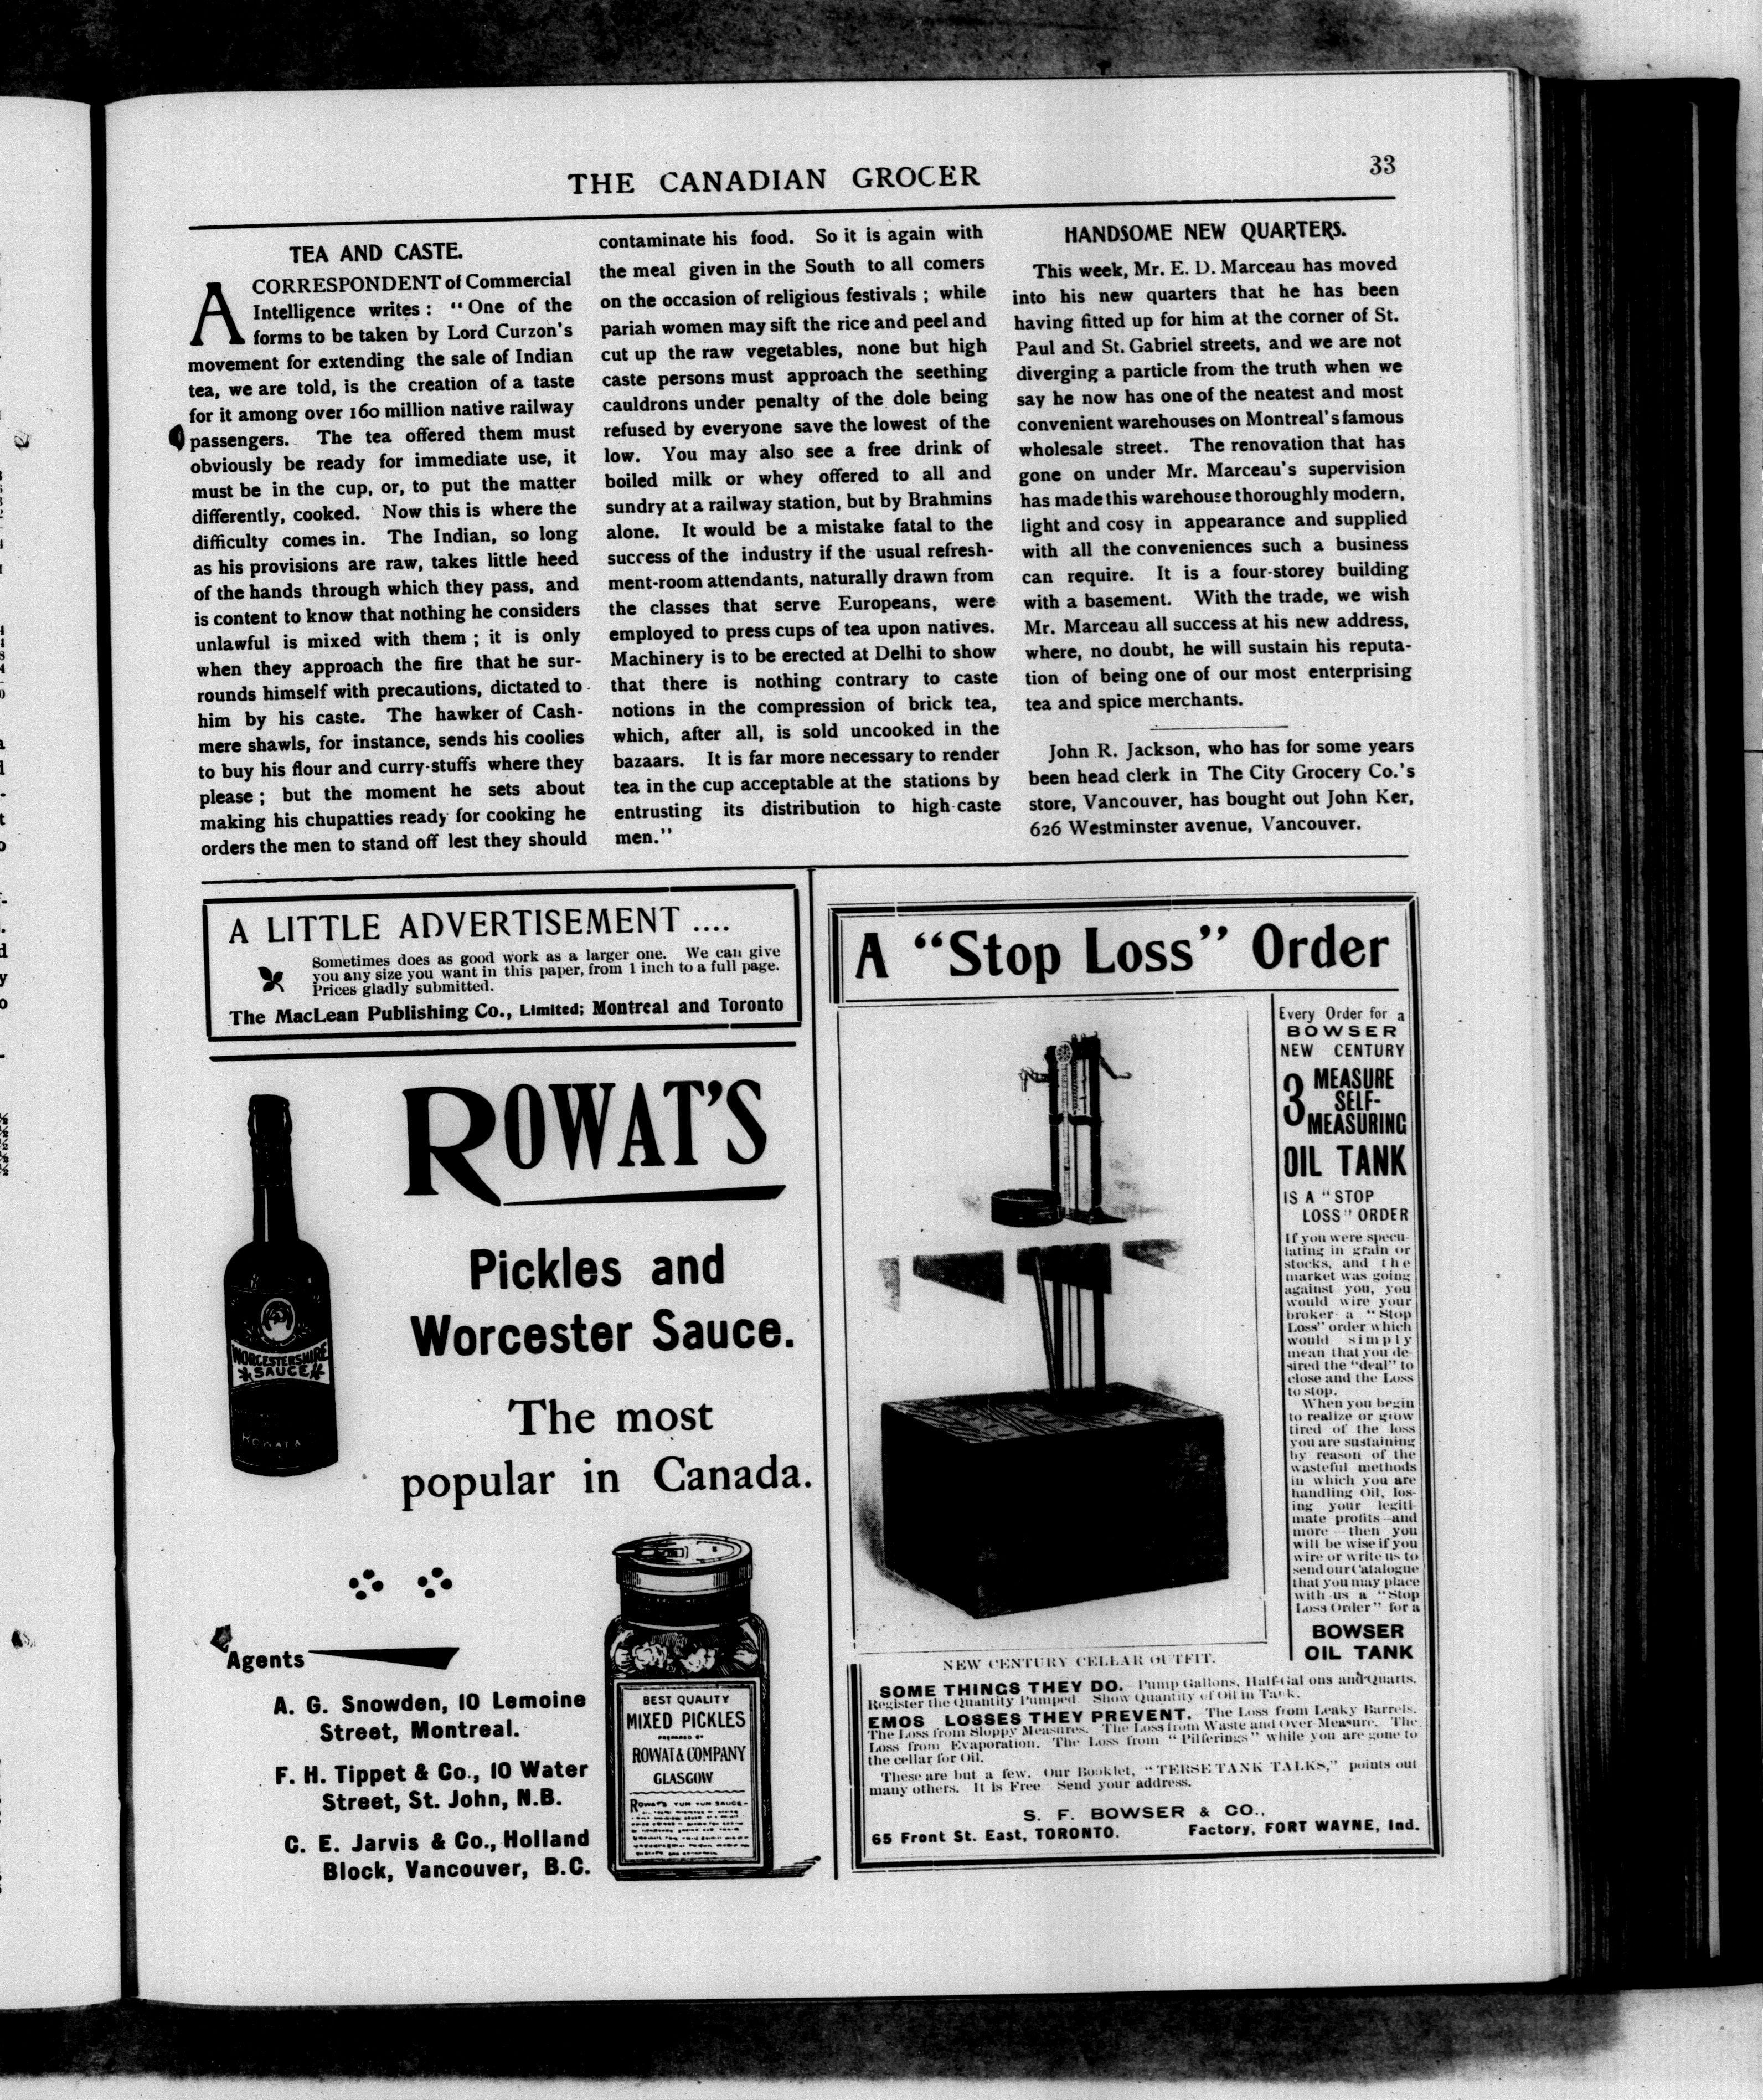 THE CANADIAN GROCER
33
TEA AND CASTE.
A CORRESPONDENT of Commercial
Intelligence writes : "One of the
forms to be taken by Lord Curzon's
movement for extending the sale of Indian
tea, we are told, is the creation of a taste
for it among over 160 million native railway
passengers. The tea offered them must
obviously be ready for immediate use, it
must be in the cup, or, to put the matter
differently, cooked. Now this is where the
difficulty comes in. The Indian, so long
as his provisions are raw, takes little heed
of the hands through which they pass, and
is content to know that nothing he considers
unlawful is mixed with them ; it is only
when they approach the fire that he sur-
rounds himself with precautions, dictated to
him by his caste. The hawker of Cash-
mere shawls, for instance, sends his coolies
to buy his flour and curry-stuffs where they
please ; but the moment he sets about
making his chupatties ready for cooking he
orders the men to stand off lest they should
contaminate his food. So it is again with
the meal given in the South to all comers
on the occasion of religious festivals ; while
pariah women may sift the rice and peel and
cut up the raw vegetables, none but high
caste persons must approach the seething
cauldrons under penalty of the dole being
refused by everyone save the lowest of the
low. You may also see a free drink of
boiled milk or whey offered to all and
sundry at a railway station, but by Brahmins
alone. It would be a mistake fatal to the
success of the industry if the usual refresh-
ment-room attendants, naturally drawn from
the classes that serve Europeans, were
employed to press cups of tea upon natives.
Machinery is to be erected at Delhi to show
that there is nothing contrary to caste
notions in the compression of brick tea,
which, after all, is sold uncooked in the
bazaars. It is far more necessary to render
tea in the cup acceptable at the stations by
entrusting its distribution to high-caste
men."
HANDSOME NEW QUARTERS.
This week, Mr. E. D. Marceau has moved
into his new quarters that he has been
having fitted up for him at the corner of St.
Paul and St. Gabriel streets, and we are not
diverging a particle from the truth when we
say he now has one of the neatest and most
convenient warehouses on Montreal's famous
wholesale street. The renovation that has
gone on under Mr. Marceau's supervision
has made this warehouse thoroughly modern,
light and cosy in appearance and supplied
with all the conveniences such a business
can require. It is a four-storey building
with a basement. With the trade, we wish
Mr. Marceau all success at his new address,
where, no doubt, he will sustain his reputa-
tion of being one of our most enterprising
tea and spice merchants.
John R. Jackson, who has for some years
been head clerk in The City Grocery Co.'s
store, Vancouver, has bought out John Ker,
626 Westminster avenue, Vancouver.
A LITTLE ADVERTISEMENT ....
Sometimes does as good work as a larger one. We can give
you any size you want in this paper, from 1 inch to a full page.
Prices gladly submitted.
The MacLean Publishing Co., Limited; Montreal and Toronto
ROWAT'S
Pickles and
Worcester Sauce.
The most
popular in Canada.
WORCESTERSHIRE
SAUCE
ROWAT &
Agents
A. G. Snowden, 10 Lemoine
Street, Montreal.
F. H. Tippet & Co., 10 Water
Street, St. John, N.B.
C. E. Jarvis & Co., Holland
Block, Vancouver, B.C.
BEST QUALITY
MIXED PICKLES
PREPARED BY
ROWAT & COMPANY
GLASGOW
ROWAT'S YUM YUM SAUCE-
A "Stop Loss" Order
Every Order for a
BOWSER
NEW CENTURY
3 MEASURE
SELF-
MEASURING
OIL TANK
IS A "STOP
LOSS" ORDER
If you were specu-
lating in grain or
stocks, and the
market was going
against you, you
would wire your
broker a "Stop
Loss" order which
would simply
mean that you de-
sired the "deal" to
close and the Loss
to stop.
When you begin
to realize or grow
tired of the loss
you are sustaining
by reason of the
wasteful methods
in which you are
handling Oil, los-
ing your legiti-
mate profits—and
more—then you
will be wise if you
wire or write us to
send our Catalogue
that you may place
with us a "Stop
Loss Order" for a
BOWSER
OIL TANK
NEW CENTURY CELLAR OUTFIT.
SOME THINGS THEY DO.—Pump Gallons, Half-Gal ons and Quarts.
Register the Quantity Pumped. Show Quantity of Oil in Tank.
EMOS LOSSES THEY PREVENT. The Loss from Leaky Barrels.
The Loss from Sloppy Measures. The Loss from Waste and Over Measure. The
Loss from Evaporation. The Loss from "Pilferings" while you are gone to
the cellar for Oil.
These are but a few. Our Booklet, "TERSE TANK TALKS," points out
many others. It is Free. Send your address.
S. F. BOWSER & CO.,
65 Front St. East, TORONTO. Factory, FORT WAYNE, Ind.